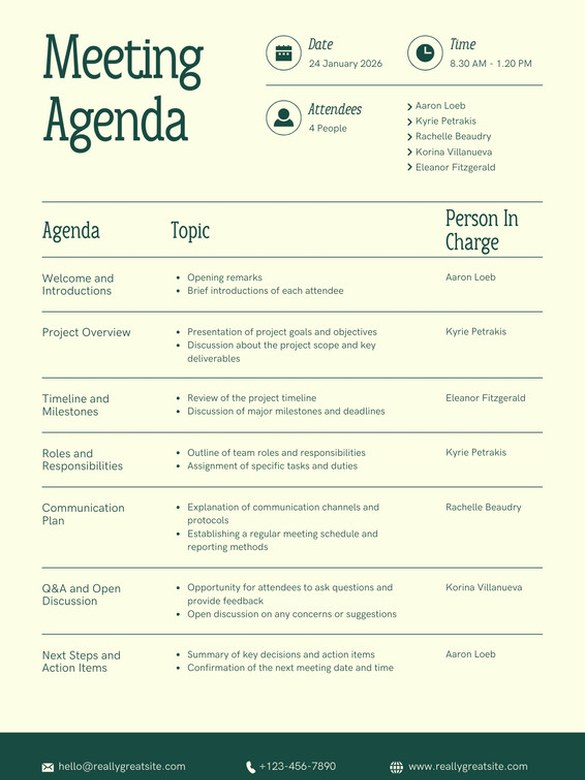 Meeting
Agenda
Date
24 January 2026
Time
8.30 AM - 1.20 PM
Attendees
4 People
Aaron Loeb
Kyrie Petrakis
Rachelle Beaudry
Korina Villanueva
Eleanor Fitzgerald
Agenda
Topic
Person In
Charge
Welcome and
Introductions
• Opening remarks
• Brief introductions of each attendee
Aaron Loeb
Project Overview
• Presentation of project goals and objectives
• Discussion about the project scope and key
deliverables
Kyrie Petrakis
Timeline and
Milestones
• Review of the project timeline
• Discussion of major milestones and deadlines
Eleanor Fitzgerald
Roles and
Responsibilities
• Outline of team roles and responsibilities
• Assignment of specific tasks and duties
Kyrie Petrakis
Communication
Plan
• Explanation of communication channels and
protocols
• Establishing a regular meeting schedule and
reporting methods
Rachelle Beaudry
Q&A and Open
Discussion
• Opportunity for attendees to ask questions and
provide feedback
• Open discussion on any concerns or suggestions
Korina Villanueva
Next Steps and
Action Items
• Summary of key decisions and action items
• Confirmation of the next meeting date and time
Aaron Loeb
hello@reallygreatsite.com
+123-456-7890
www.reallygreatsite.com